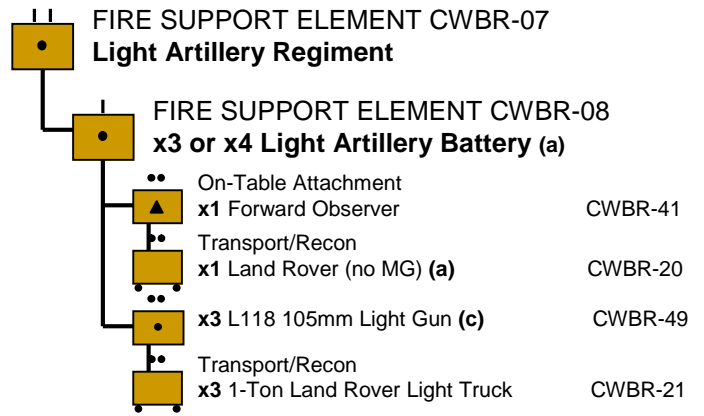 FIRE SUPPORT ELEMENT CWBR-07
Light Artillery Regiment
FIRE SUPPORT ELEMENT CWBR-08
x3 or x4 Light Artillery Battery (a)
On-Table Attachment
x1 Forward Observer CWBR-41
Transport/Recon
x1 Land Rover (no MG) (a) CWBR-20
x3 L118 105mm Light Gun (c) CWBR-49
Transport/Recon
x3 1-Ton Land Rover Light Truck CWBR-21